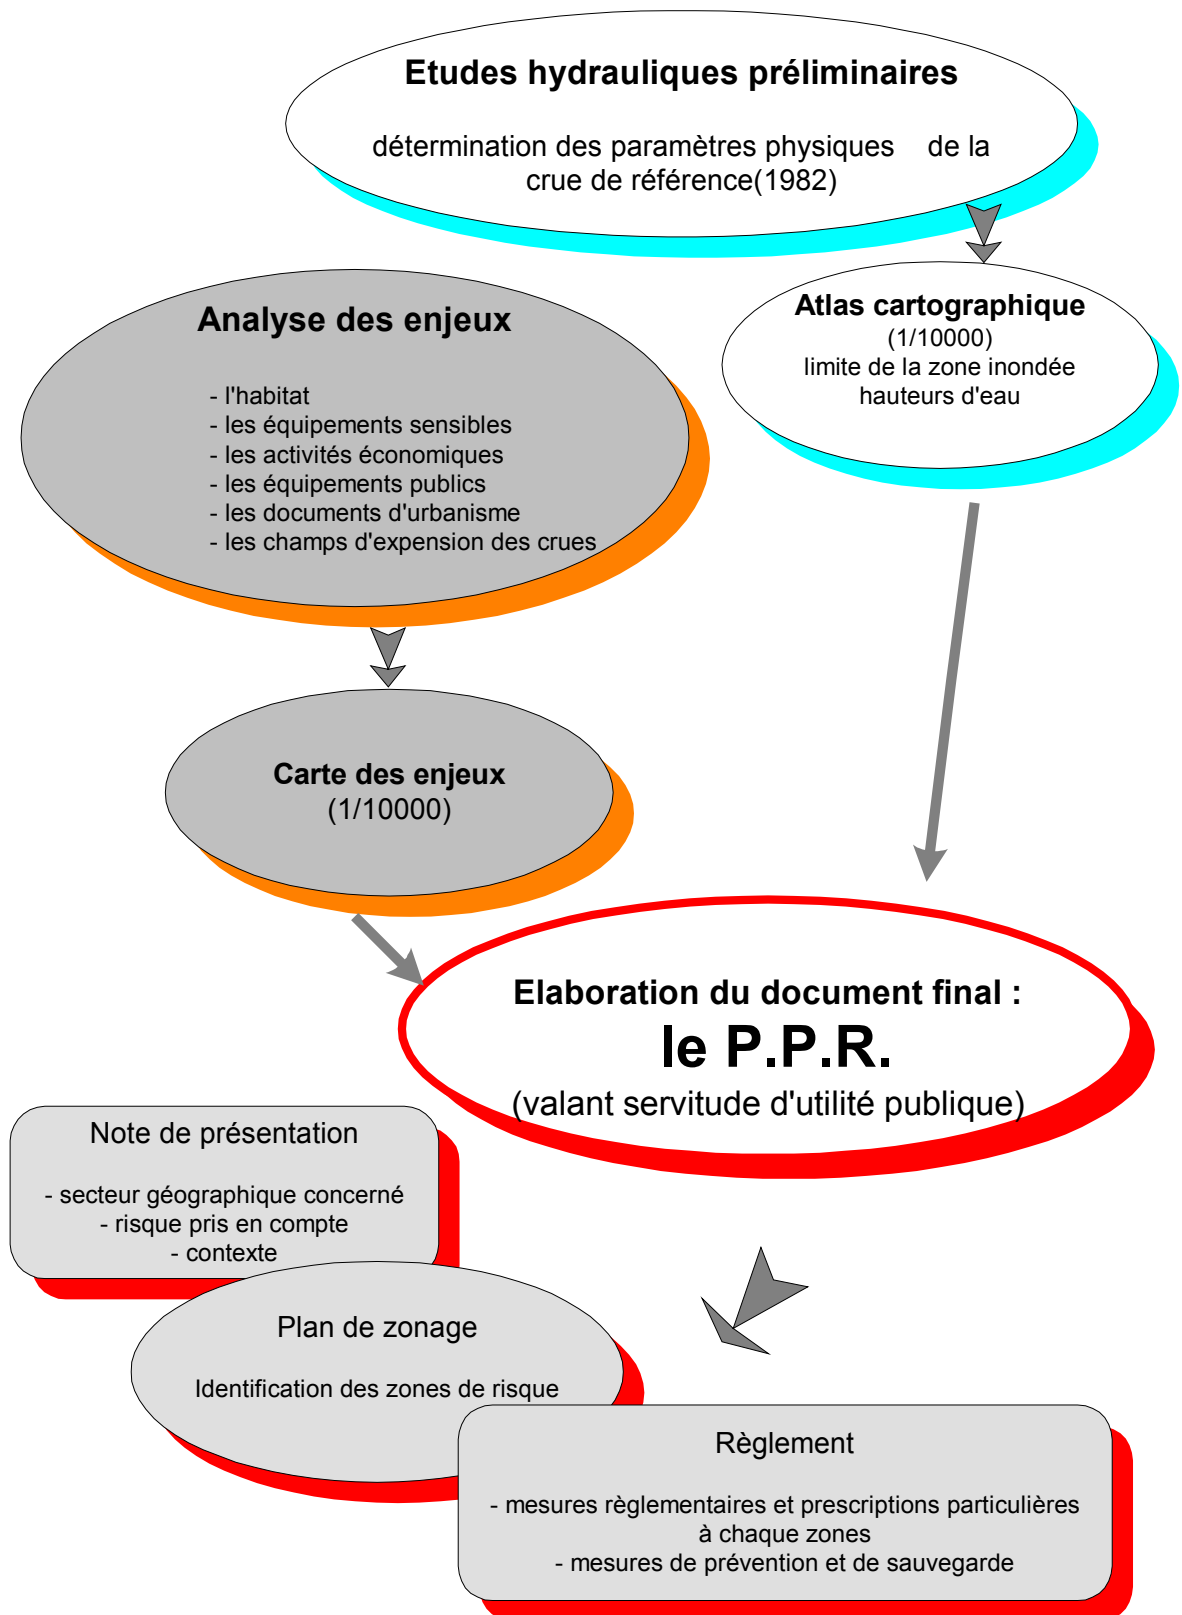 Etudes hydrauliques préliminaires
détermination des paramètres physiques de la
crue de référence(1982)
Analyse des enjeux
- l'habitat
- les équipements sensibles
- les activités économiques
- les équipements publics
- les documents d'urbanisme
- les champs d'expension des crues
Atlas cartographique
(1/10000)
limite de la zone inondée
hauteurs d'eau
Carte des enjeux
(1/10000)
Elaboration du document final :
le P.P.R.
(valant servitude d'utilité publique)
Note de présentation
- secteur géographique concerné
- risque pris en compte
- contexte
Plan de zonage
Identification des zones de risque
Règlement
- mesures règlementaires et prescriptions particulières
à chaque zones
- mesures de prévention et de sauvegarde